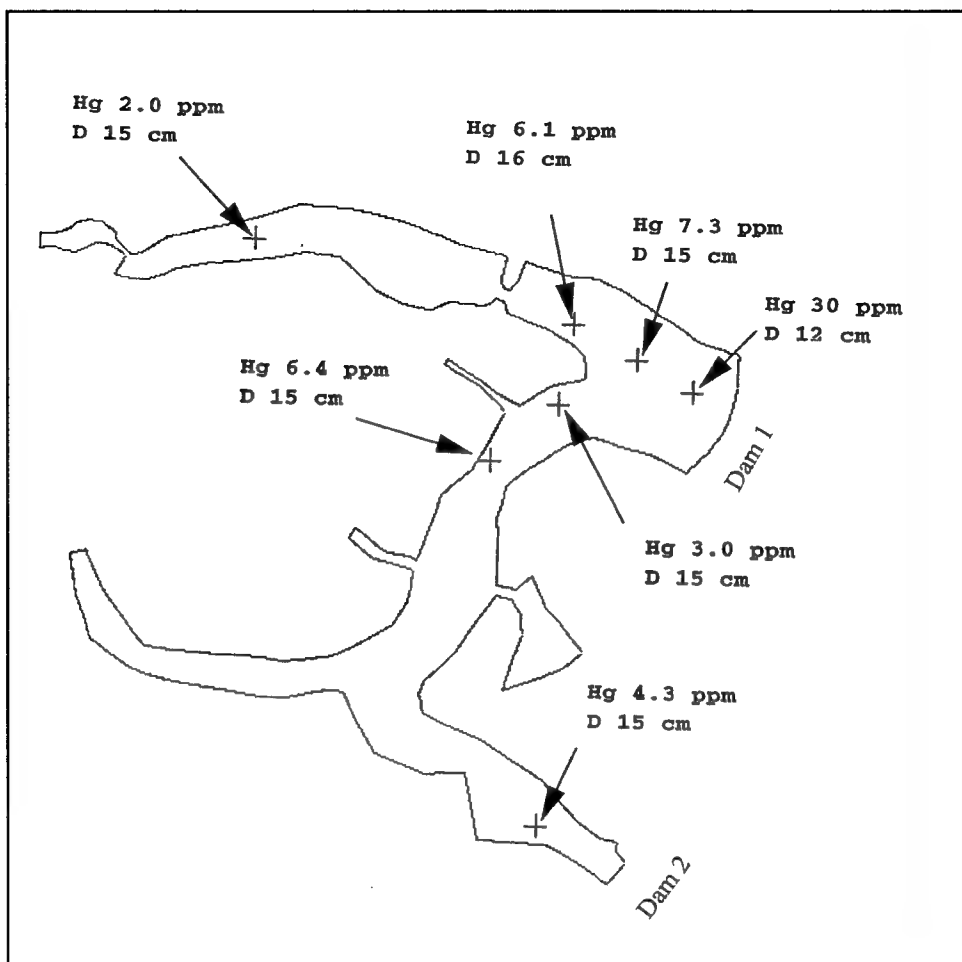 Hg 2.0 ppm
D 15 cm
Hg 6.1 ppm
D 16 cm
Hg 7.3 ppm
D 15 cm
Hg 30 ppm
D 12 cm
Hg 6.4 ppm
D 15 cm
Dam 1
Hg 3.0 ppm
D 15 cm
Hg 4.3 ppm
D 15 cm
Dam 2